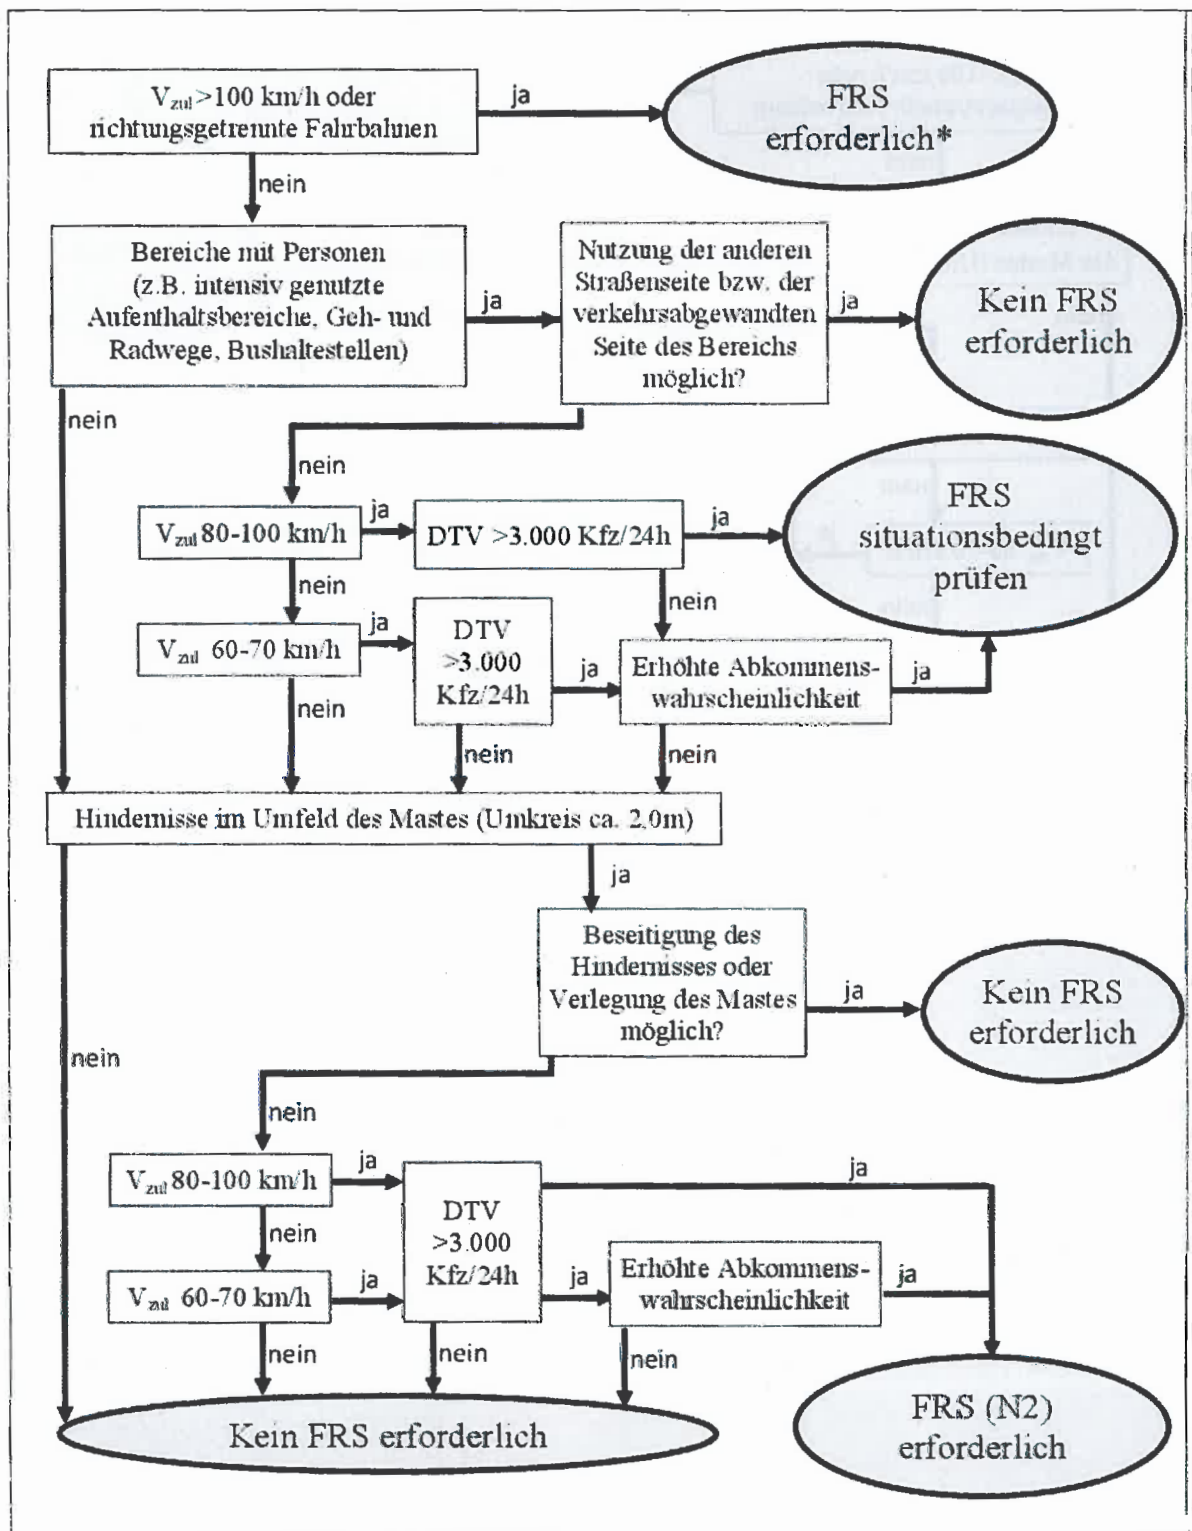 V_zul >100 km/h oder
richtungsgetrennte Fahrbahnen
ja
FRS
erforderlich*
nein
Bereiche mit Personen
(z.B. intensiv genutzte
Aufenthaltsbereiche, Geh- und
Radwege, Bushaltestellen)
ja
Nutzung der anderen
Straßenseite bzw. der
verkehrsabgewandten
Seite des Bereichs
möglich?
ja
Kein FRS
erforderlich
nein
nein
V_zul 80-100 km/h
ja
DTV >3.000 Kfz/24h
ja
FRS
situationsbedingt
prüfen
nein
nein
V_zul 60-70 km/h
ja
DTV
>3.000
Kfz/24h
ja
Erhöhte Abkommens-
wahrscheinlichkeit
ja
nein
nein
nein
Hindernisse im Umfeld des Mastes (Umkreis ca. 2,0m)
ja
Beseitigung des
Hindernisses oder
Verlegung des Mastes
möglich?
ja
Kein FRS
erforderlich
nein
nein
V_zul 80-100 km/h
ja
DTV
>3.000
Kfz/24h
ja
nein
V_zul 60-70 km/h
ja
ja
Erhöhte Abkommens-
wahrscheinlichkeit
ja
nein
nein
nein
Kein FRS erforderlich
FRS (N2)
erforderlich